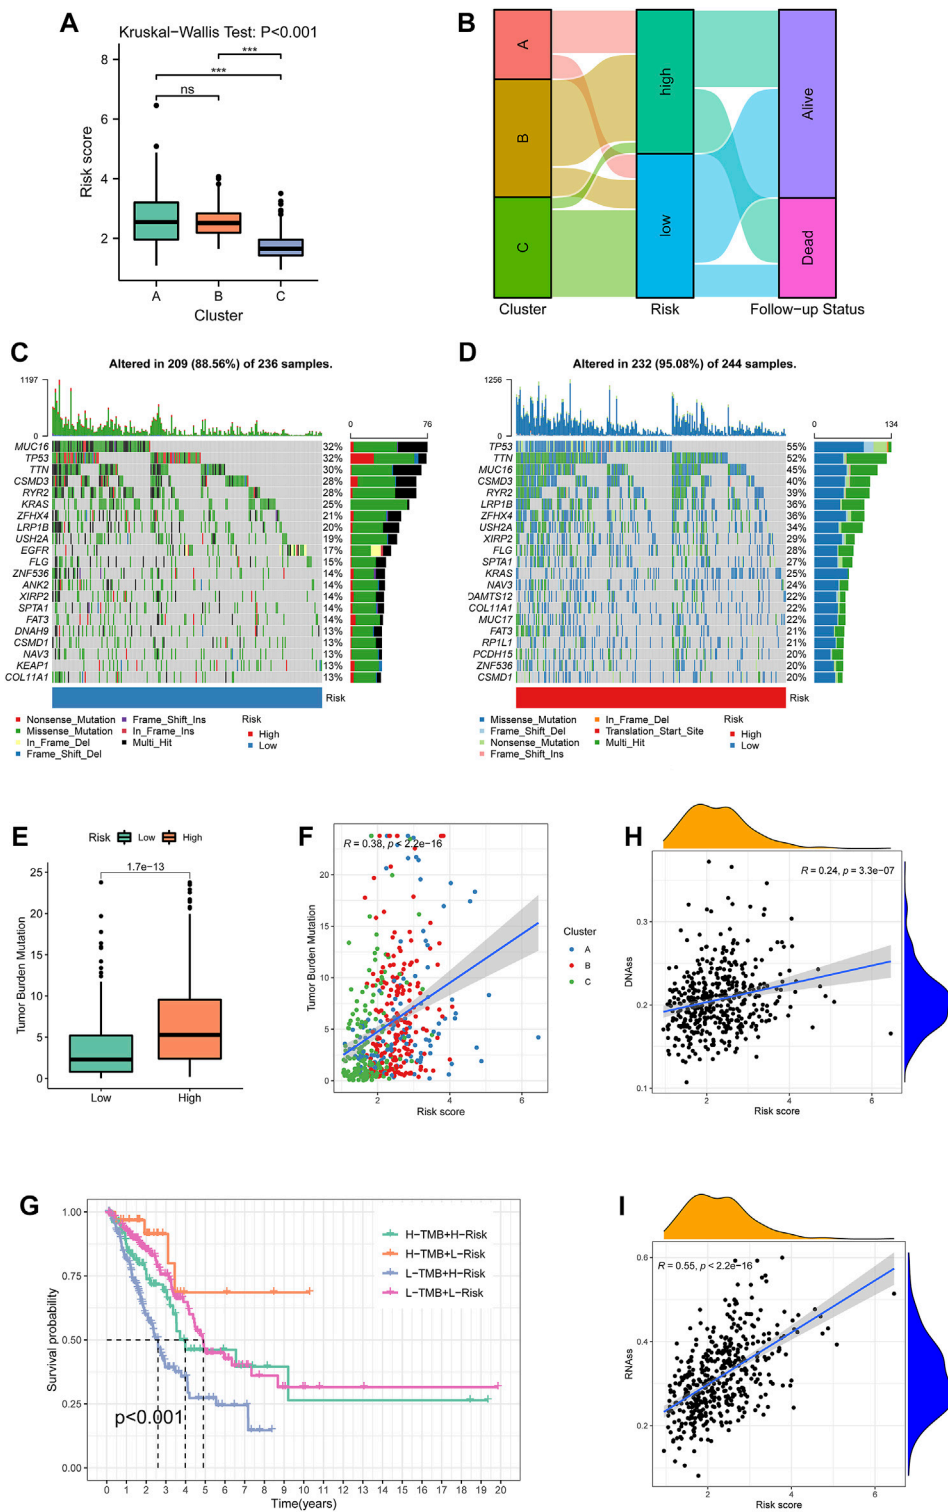 A
Kruskal−Wallis Test: P<0.001
***
***
ns
8
6
4
2
Risk score
A B C
Cluster
B
A
B
C
high
low
Alive
Dead
Cluster Risk Follow−up Status
C
Altered in 209 (88.56%) of 236 samples.
1197
0
0 76
MUC16 32%
TP53 32%
TTN 30%
CSMD3 28%
RYR2 28%
KRAS 25%
ZFHX4 21%
LRP1B 20%
USH2A 19%
EGFR 17%
FLG 15%
ZNF536 14%
ANK2 14%
XIRP2 14%
SPTA1 14%
FAT3 14%
DNAH9 13%
CSMD1 13%
NAV3 13%
KEAP1 13%
COL11A1 13%
Risk
Nonsense_Mutation Frame_Shift_Ins Risk
Missense_Mutation In_Frame_Ins High
In_Frame_Del Multi_Hit Low
Frame_Shift_Del
D
Altered in 232 (95.08%) of 244 samples.
1256
0
0 134
TP53 55%
TTN 52%
MUC16 45%
CSMD3 40%
RYR2 39%
LRP1B 36%
ZFHX4 36%
USH2A 34%
XIRP2 29%
FLG 28%
SPTA1 27%
KRAS 25%
NAV3 24%
DAMTS12 22%
COL11A1 22%
MUC17 22%
FAT3 21%
RP1L1 21%
PCDH15 20%
ZNF536 20%
CSMD1 20%
Risk
Missense_Mutation In_Frame_Del Risk
Frame_Shift_Del Translation_Start_Site High
Nonsense_Mutation Multi_Hit Low
Frame_Shift_Ins
E
Risk Low High
1.7e−13
25
20
15
10
5
0
Tumor Burden Mutation
Low High
F
R = 0.38, p < 2.2e−16
20
15
10
5
0
Tumor Burden Mutation
2 4 6
Risk score
Cluster
A
B
C
H
R = 0.24, p = 3.3e−07
0.3
0.2
0.1
DNAss
2 4 6
Risk score
G
1.00
0.75
0.50
0.25
0.00
Survival probability
H−TMB+H−Risk
H−TMB+L−Risk
L−TMB+H−Risk
L−TMB+L−Risk
p<0.001
0 1 2 3 4 5 6 7 8 9 10 11 12 13 14 15 16 17 18 19 20
Time(years)
I
R = 0.55, p < 2.2e−16
0.6
0.4
0.2
RNAss
2 4 6
Risk score